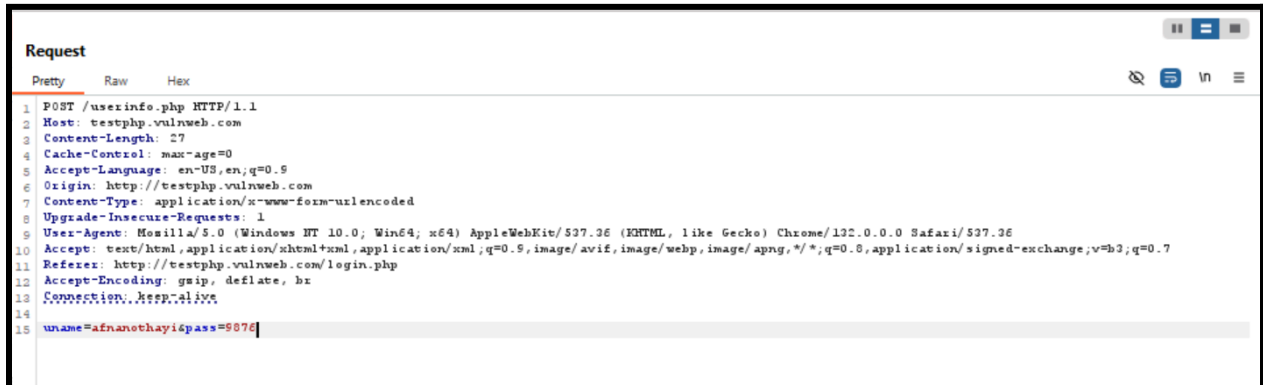 Request
Pretty Raw Hex
\n
1 POST /userinfo.php HTTP/1.1
2 Host: testphp.vulnweb.com
3 Content-Length: 27
4 Cache-Control: max-age=0
5 Accept-Language: en-US,en;q=0.9
6 Origin: http://testphp.vulnweb.com
7 Content-Type: application/x-www-form-urlencoded
8 Upgrade-Insecure-Requests: 1
9 User-Agent: Mozilla/5.0 (Windows NT 10.0; Win64; x64) AppleWebKit/537.36 (KHTML, like Gecko) Chrome/132.0.0.0 Safari/537.36
10 Accept: text/html,application/xhtml+xml,application/xml;q=0.9,image/avif,image/webp,image/apng,*/*;q=0.8,application/signed-exchange;v=b3;q=0.7
11 Referer: http://testphp.vulnweb.com/login.php
12 Accept-Encoding: gzip, deflate, br
13 Connection: keep-alive
14
15 uname=afnanothayi&pass=9876